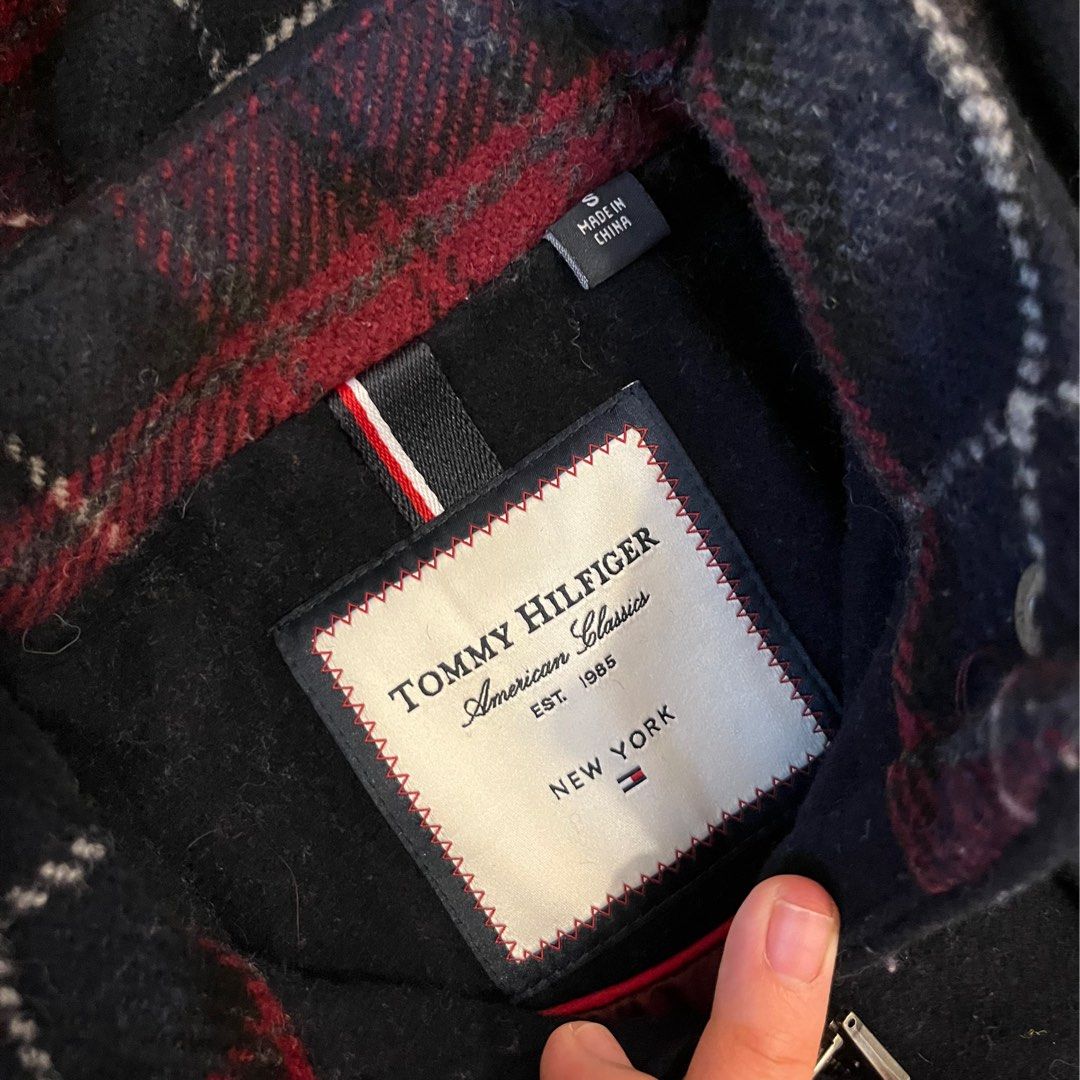 S
MADE IN
CHINA
TOMMY HILFIGER
American Classics
EST. 1985
NEW YORK